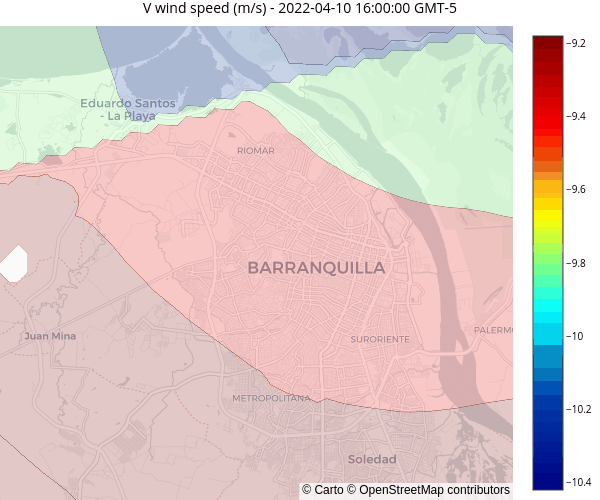 V wind speed (m/s) - 2022-04-10 16:00:00 GMT-5
Eduardo Santos
- La Playa
RIOMAR
BARRANQUILLA
Juan Mina
SURORIENTE
PALERMO
METROPOLITANA
Soledad
© Carto © OpenStreetMap contributors
−9.2
−9.4
−9.6
−9.8
−10
−10.2
−10.4